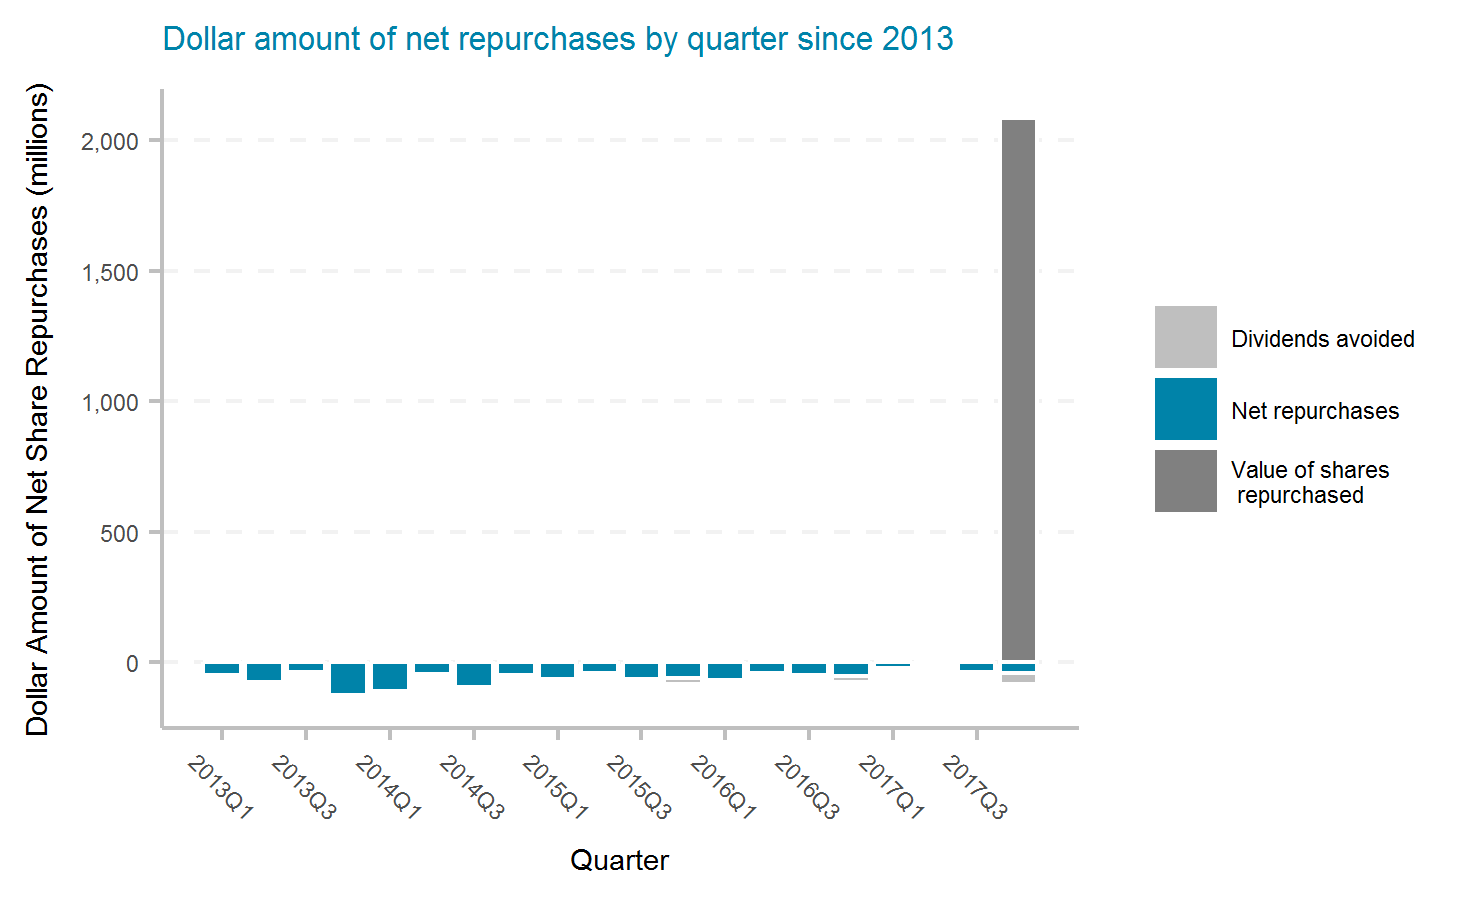 Dollar amount of net repurchases by quarter since 2013
Dollar Amount of Net Share Repurchases (millions)
2,000
1,500
1,000
500
0
2013Q1
2013Q3
2014Q1
2014Q3
2015Q1
2015Q3
2016Q1
2016Q3
2017Q1
2017Q3
Quarter
Dividends avoided
Net repurchases
Value of shares
repurchased